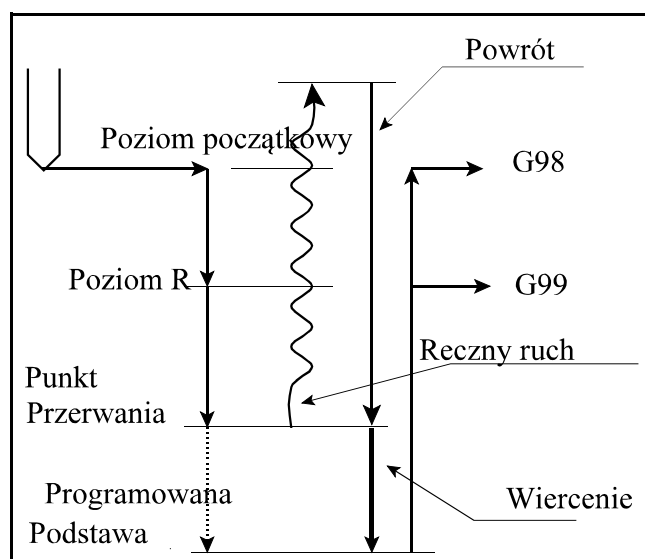 Powrót
Poziom początkowy
G98
Poziom R
G99
Reczny ruch
Punkt
Przerwania
Programowana
Wiercenie
Podstawa